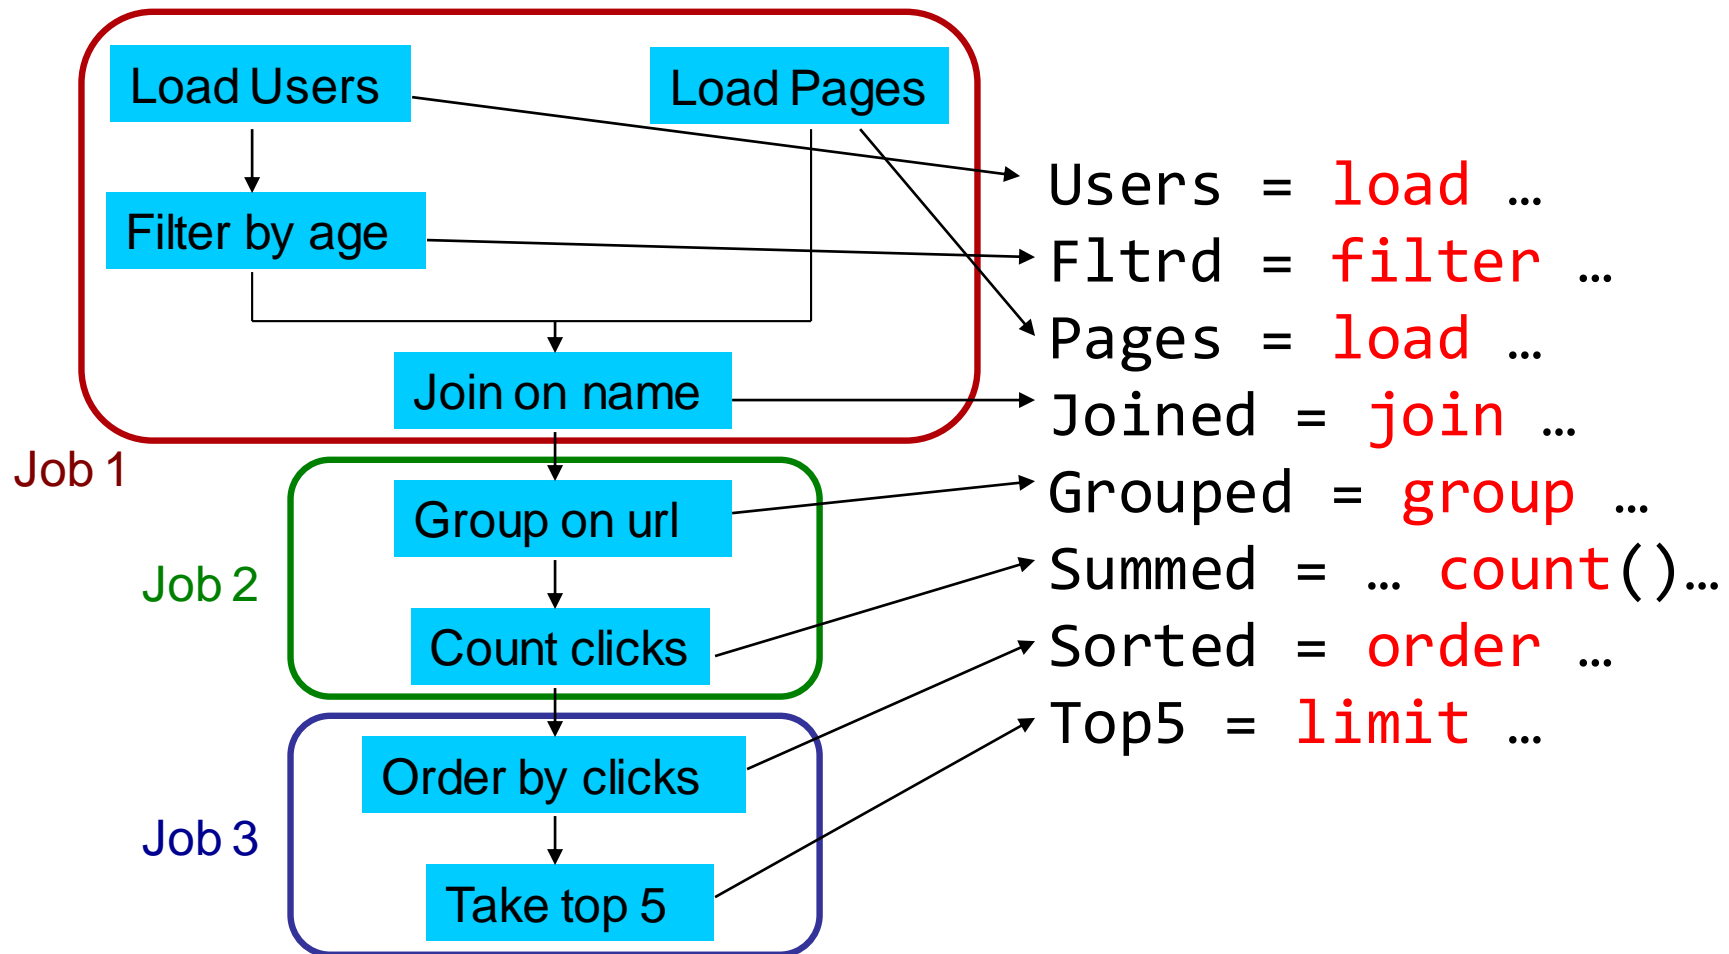 Load Users
Load Pages
Filter by age
Join on name
Job 1
Group on url
Job 2
Count clicks
Order by clicks
Job 3
Take top 5
Users = load …
Fltrd = filter …
Pages = load …
Joined = join …
Grouped = group …
Summed = … count()…
Sorted = order …
Top5 = limit …